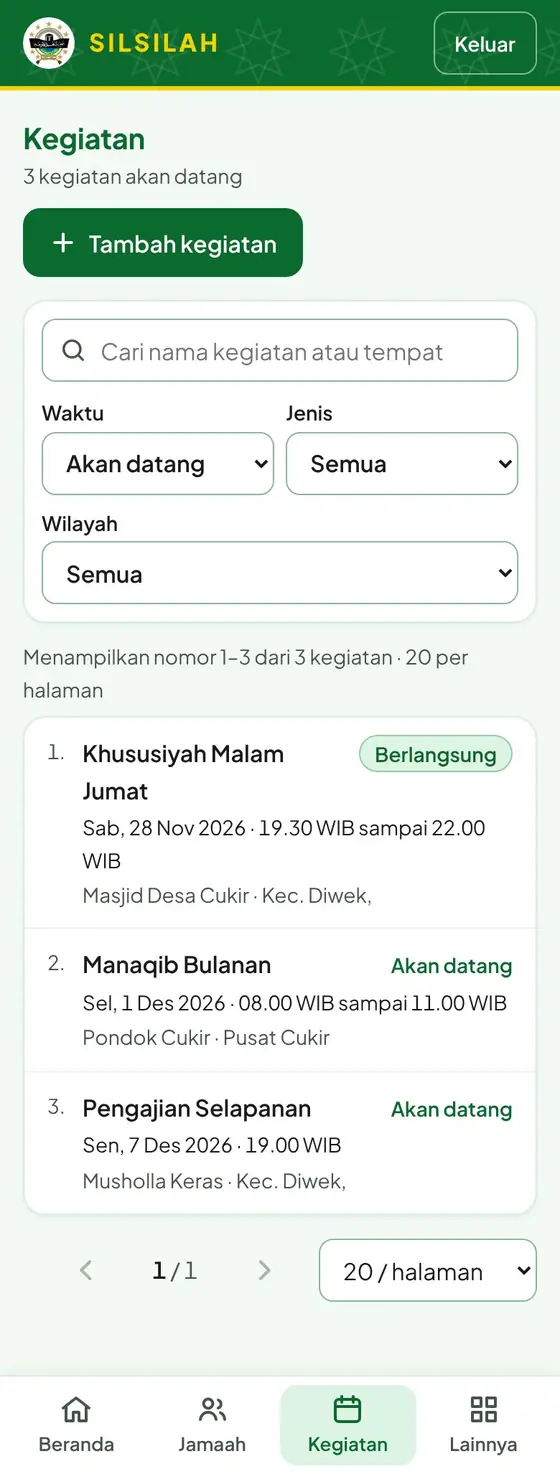 SILSILAH
Keluar
Kegiatan
3 kegiatan akan datang
+ Tambah kegiatan
Cari nama kegiatan atau tempat
Waktu
Jenis
Akan datang
Semua
Wilayah
Semua
Menampilkan nomor 1–3 dari 3 kegiatan · 20 per
halaman
1. Khususiyah Malam
Jumat
Berlangsung
Sab, 28 Nov 2026 · 19.30 WIB sampai 22.00
WIB
Masjid Desa Cukir · Kec. Diwek,
2. Manaqib Bulanan
Akan datang
Sel, 1 Des 2026 · 08.00 WIB sampai 11.00 WIB
Pondok Cukir · Pusat Cukir
3. Pengajian Selapanan
Akan datang
Sen, 7 Des 2026 · 19.00 WIB
Musholla Keras · Kec. Diwek,
1 / 1
20 / halaman
Beranda
Jamaah
Kegiatan
Lainnya